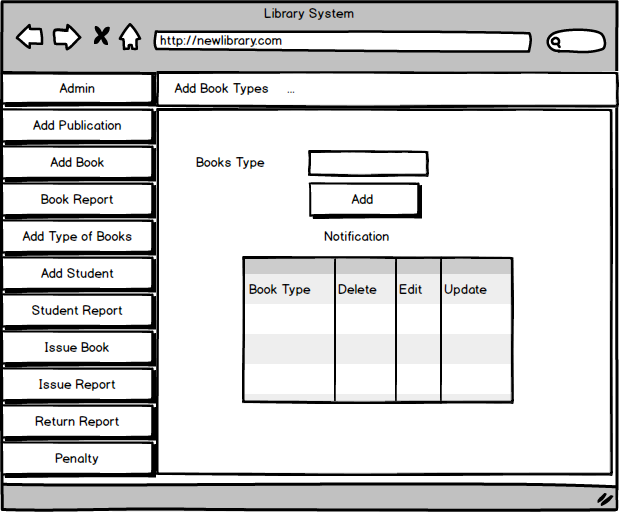 Library System
http://newlibrary.com
Admin
Add Book Types ...
Add Publication
Add Book
Book Report
Add Type of Books
Add Student
Student Report
Issue Book
Issue Report
Return Report
Penalty
Books Type
Add
Notification
Book Type Delete Edit Update